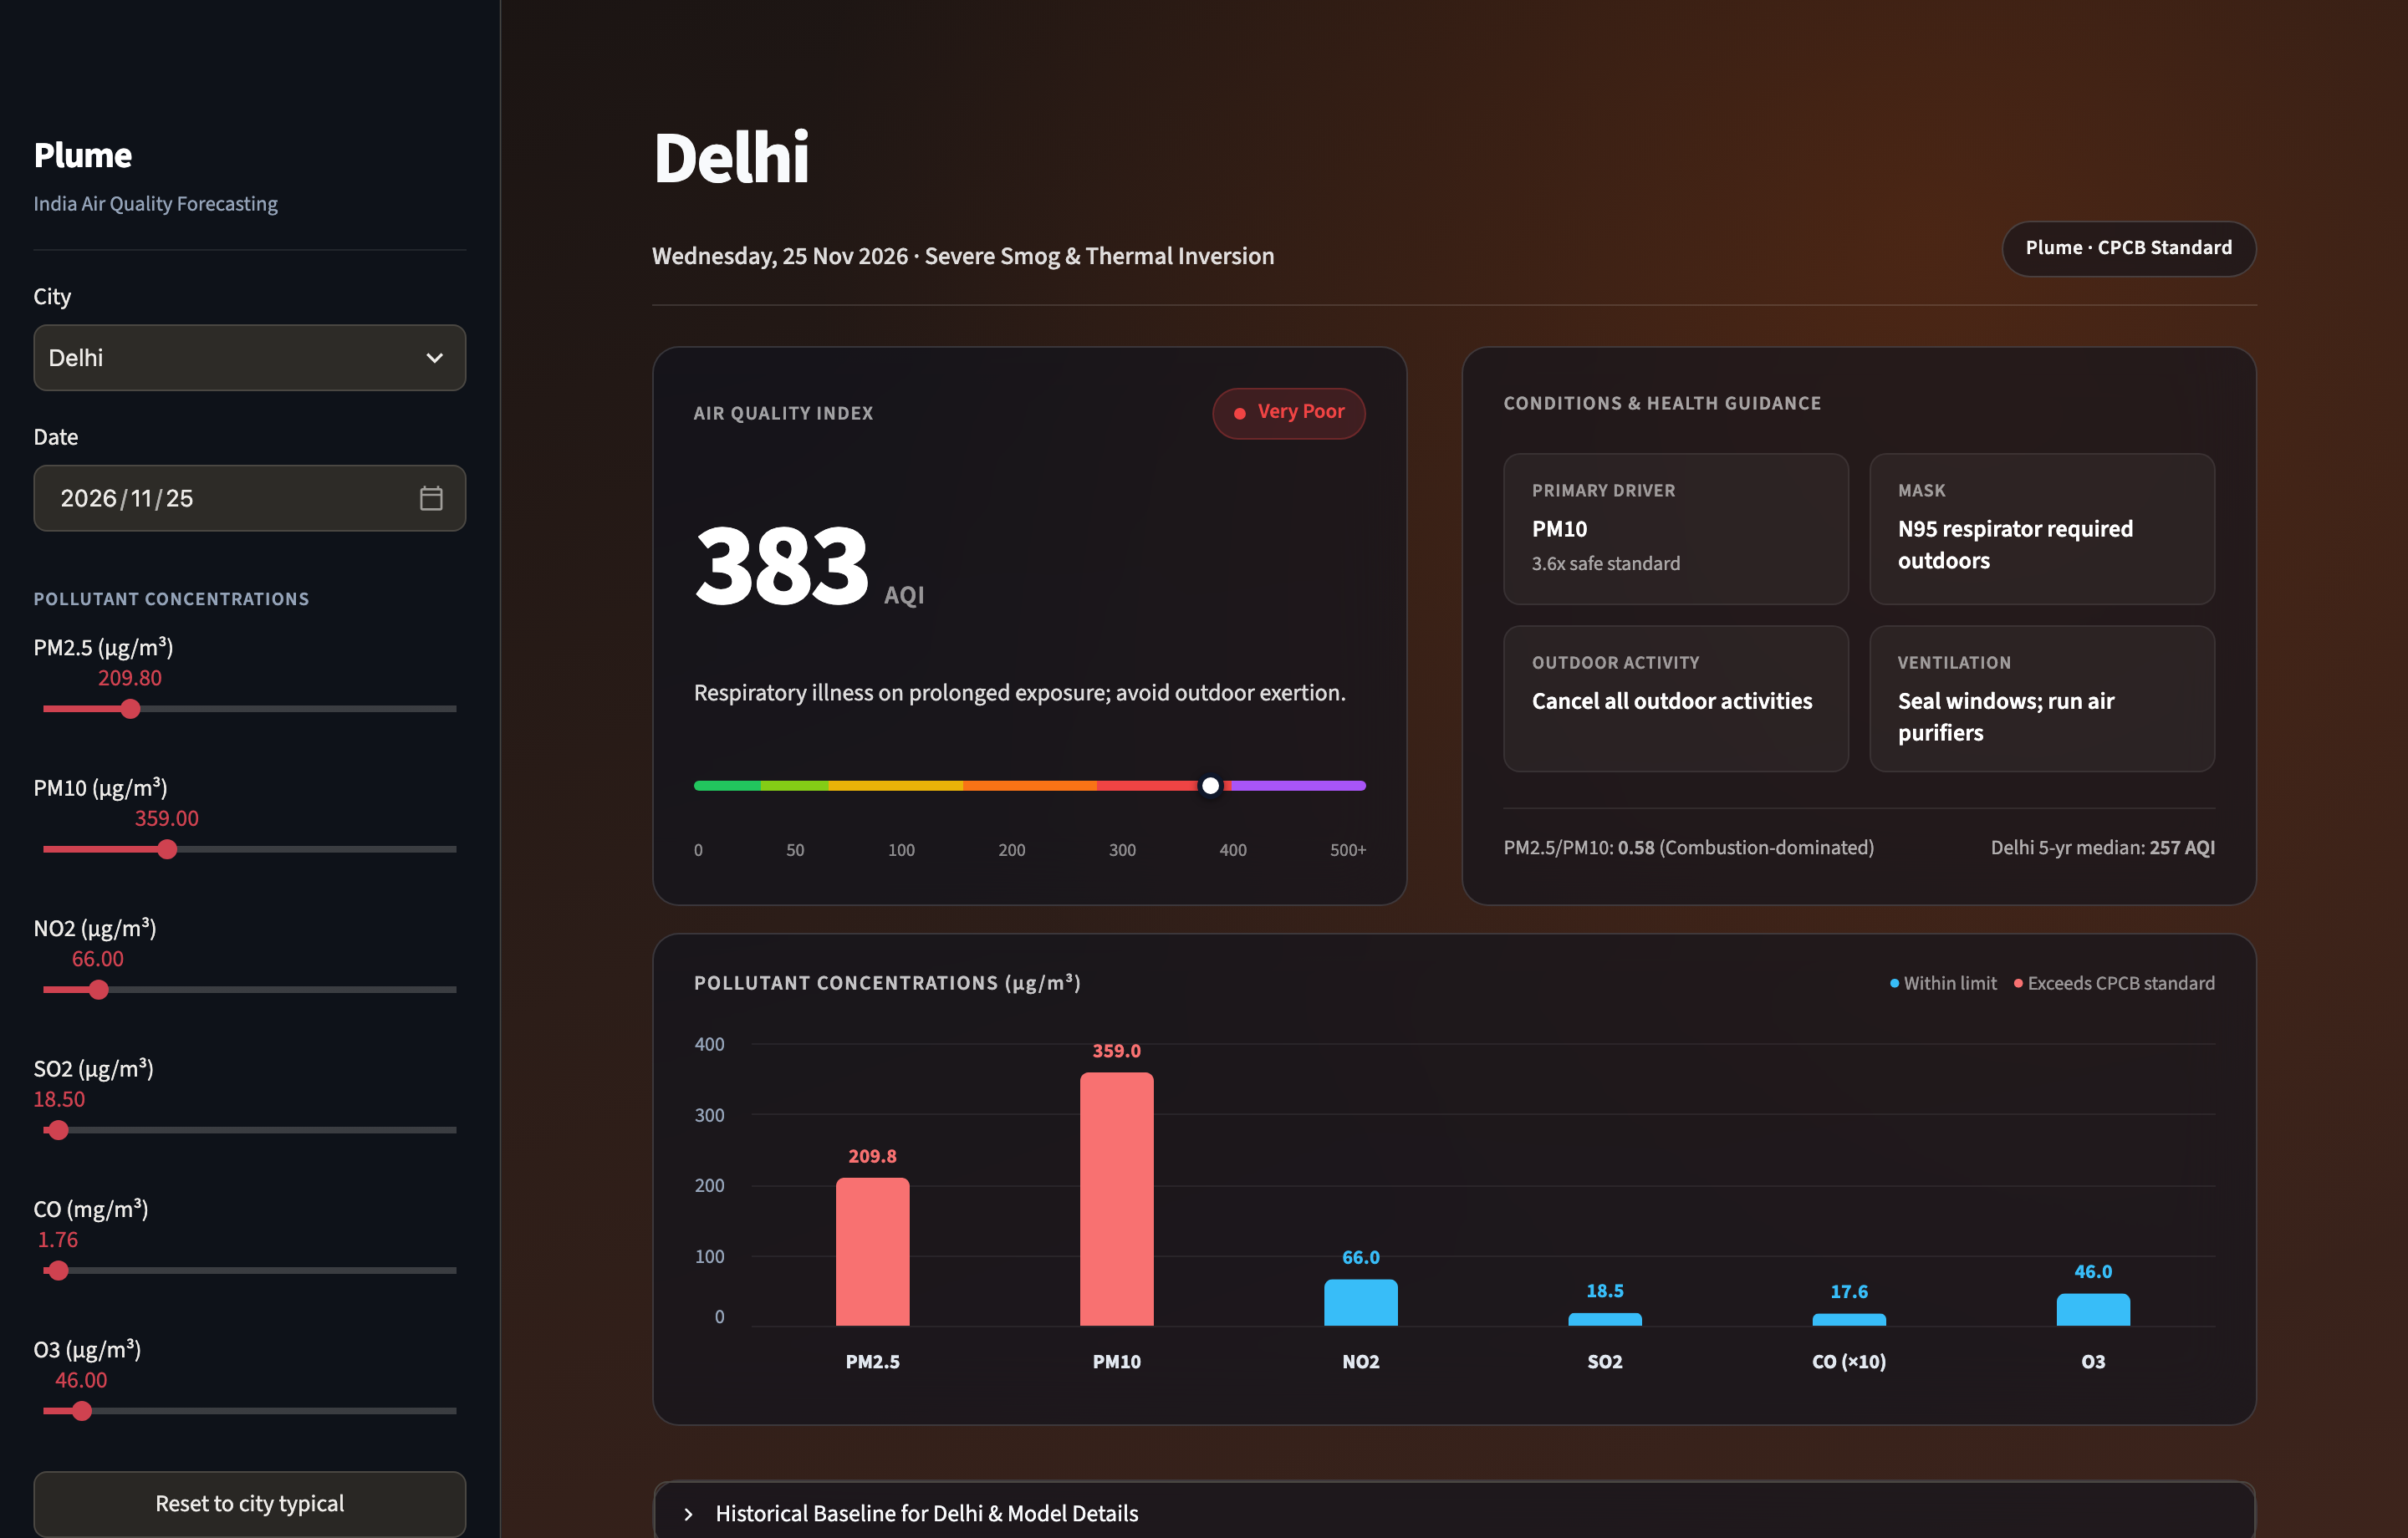 Plume
India Air Quality Forecasting
City
Delhi
Date
2026/11/25
POLLUTANT CONCENTRATIONS
PM2.5 (µg/m³)
209.80
PM10 (µg/m³)
359.00
NO2 (µg/m³)
66.00
SO2 (µg/m³)
18.50
CO (mg/m³)
1.76
O3 (µg/m³)
46.00
Reset to city typical
Delhi
Wednesday, 25 Nov 2026 · Severe Smog & Thermal Inversion
Plume · CPCB Standard
AIR QUALITY INDEX
Very Poor
383 AQI
Respiratory illness on prolonged exposure; avoid outdoor exertion.
0 50 100 200 300 400 500+
CONDITIONS & HEALTH GUIDANCE
PRIMARY DRIVER
PM10
3.6x safe standard
MASK
N95 respirator required
outdoors
OUTDOOR ACTIVITY
Cancel all outdoor activities
VENTILATION
Seal windows; run air
purifiers
PM2.5/PM10: 0.58 (Combustion-dominated)
Delhi 5-yr median: 257 AQI
POLLUTANT CONCENTRATIONS (µg/m³)
Within limit
Exceeds CPCB standard
400
300
200
100
0
209.8
359.0
66.0
18.5
17.6
46.0
PM2.5 PM10 NO2 SO2 CO (×10) O3
Historical Baseline for Delhi & Model Details